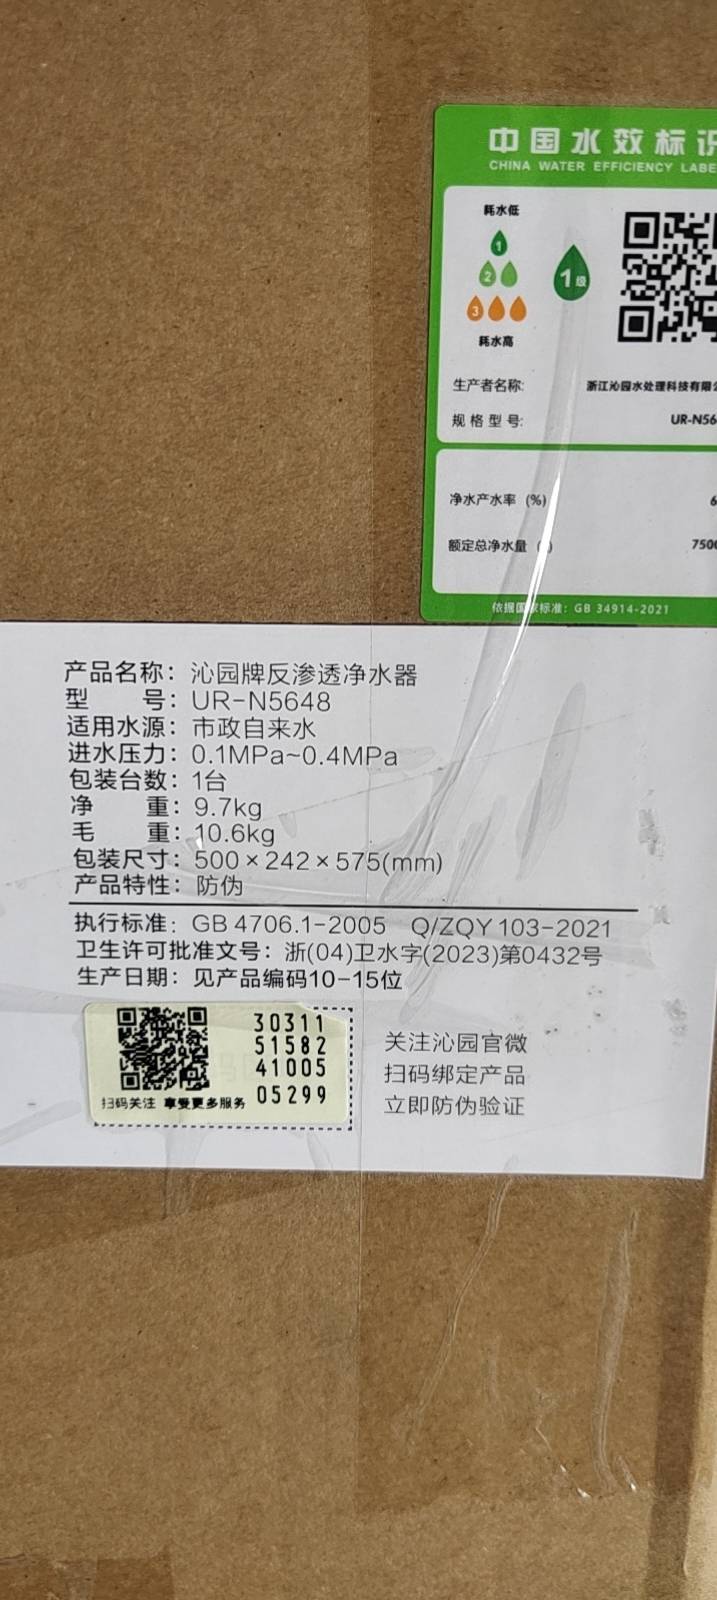 中国水效标识
CHINA WATER EFFICIENCY LABE
耗水低
1
2
3
1级
耗水高
生产者名称: 浙江沁园水处理科技有限公
规格型号: UR-N56
净水产水率 (%) 6
额定总净水量 750
依据国家标准: GB 34914-2021
产品名称: 沁园牌反渗透净水器
型 号: UR-N5648
适用水源: 市政自来水
进水压力: 0.1MPa~0.4MPa
包装台数: 1台
净 重: 9.7kg
毛 重: 10.6kg
包装尺寸: 500×242×575(mm)
产品特性: 防伪
执行标准: GB 4706.1-2005 Q/ZQY 103-2021
卫生许可批准文号: 浙(04)卫水字(2023)第0432号
生产日期: 见产品编码10-15位
30311
51582
41005
05299
扫码关注 享受更多服务
关注沁园官微
扫码绑定产品
立即防伪验证